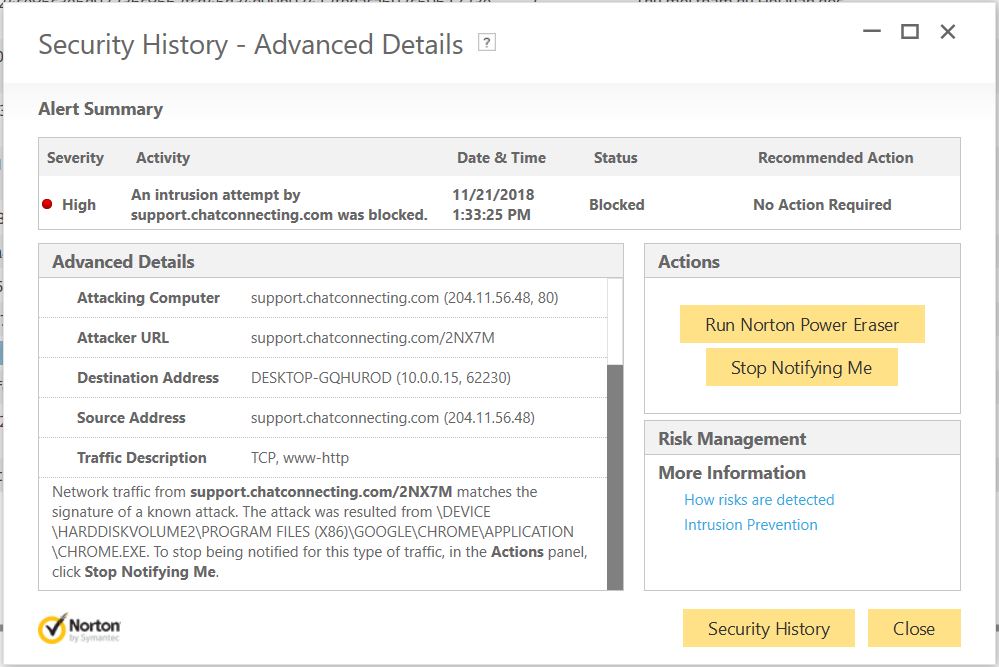 Security History - Advanced Details ?
Alert Summary
Severity Activity Date & Time Status Recommended Action
High An intrusion attempt by support.chatconnecting.com was blocked. 11/21/2018 1:33:25 PM Blocked No Action Required
Advanced Details
Attacking Computer support.chatconnecting.com (204.11.56.48, 80)
Attacker URL support.chatconnecting.com/2NX7M
Destination Address DESKTOP-GQHUROD (10.0.0.15, 62230)
Source Address support.chatconnecting.com (204.11.56.48)
Traffic Description TCP, www-http
Network traffic from support.chatconnecting.com/2NX7M matches the
signature of a known attack. The attack was resulted from \DEVICE
\HARDDISKVOLUME2\PROGRAM FILES (X86)\GOOGLE\CHROME\APPLICATION
\CHROME.EXE. To stop being notified for this type of traffic, in the Actions panel,
click Stop Notifying Me.
Actions
Run Norton Power Eraser
Stop Notifying Me
Risk Management
More Information
How risks are detected
Intrusion Prevention
Norton
by Symantec
Security History
Close